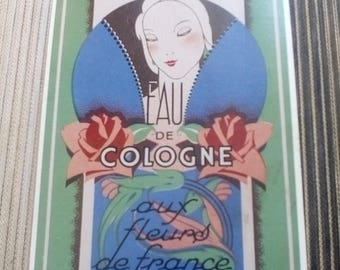 EAU
DE
COLOGNE
aux
fleurs
de france